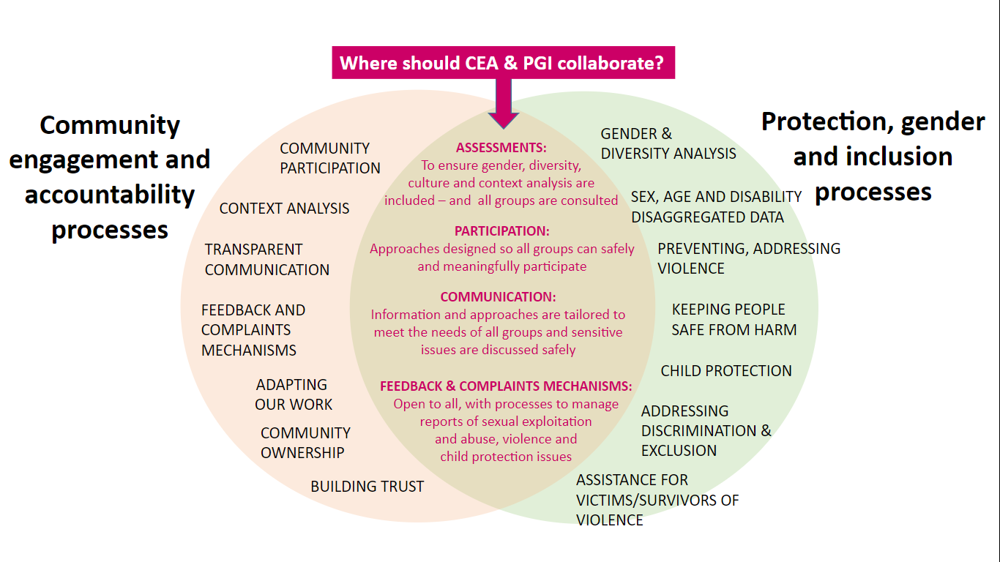 Where should CEA & PGI collaborate?
Community
engagement and
accountability
processes
COMMUNITY
PARTICIPATION
CONTEXT ANALYSIS
TRANSPARENT
COMMUNICATION
FEEDBACK AND
COMPLAINTS
MECHANISMS
ADAPTING
OUR WORK
COMMUNITY
OWNERSHIP
BUILDING TRUST
ASSESSMENTS:
To ensure gender, diversity,
culture and context analysis are
included – and all groups are consulted
PARTICIPATION:
Approaches designed so all groups can safely
and meaningfully participate
COMMUNICATION:
Information and approaches are tailored to
meet the needs of all groups and sensitive
issues are discussed safely
FEEDBACK & COMPLAINTS MECHANISMS:
Open to all, with processes to manage
reports of sexual exploitation
and abuse, violence and
child protection issues
Protection, gender
and inclusion
processes
GENDER &
DIVERSITY ANALYSIS
SEX, AGE AND DISABILITY
DISAGGREGATED DATA
PREVENTING, ADDRESSING
VIOLENCE
KEEPING PEOPLE
SAFE FROM HARM
CHILD PROTECTION
ADDRESSING
DISCRIMINATION &
EXCLUSION
ASSISTANCE FOR
VICTIMS/SURVIVORS OF
VIOLENCE